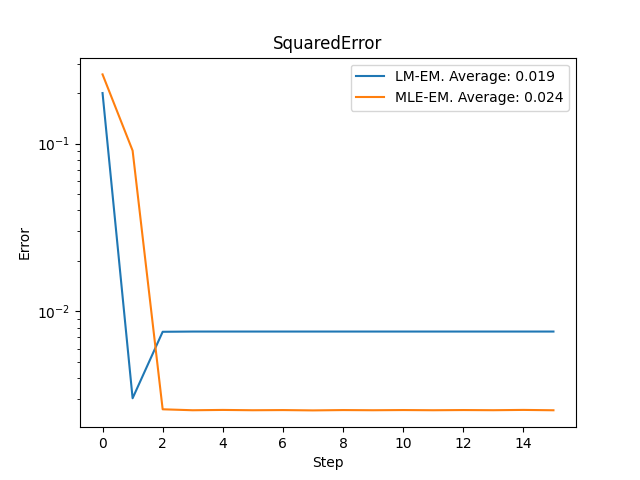 SquaredError
LM-EM. Average: 0.019
MLE-EM. Average: 0.024
10⁻¹
10⁻²
Error
0 2 4 6 8 10 12 14
Step